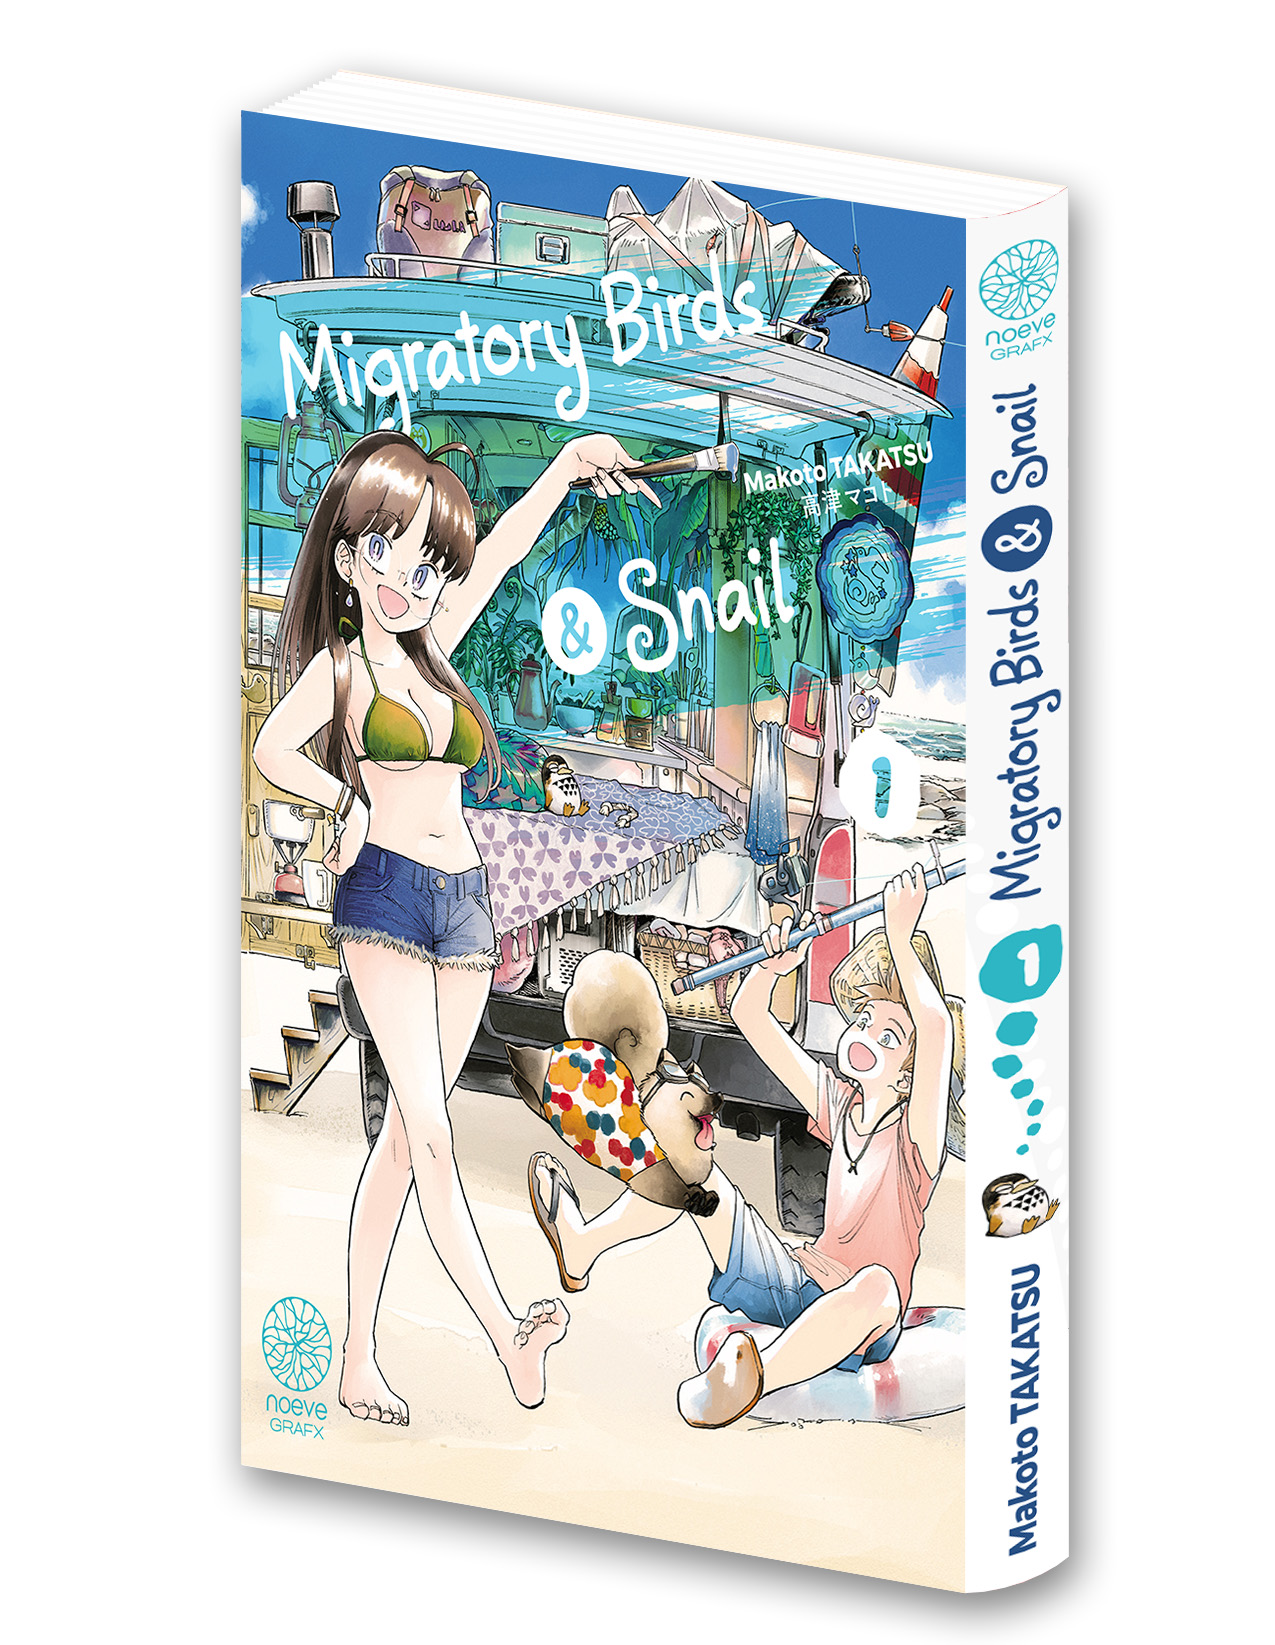 Migratory Birds
Makoto TAKATSU
高津マコト
& Snail
1
noeve
GRAFX
noeve
GRAFX
Migratory Birds & Snail
1
Makoto TAKATSU